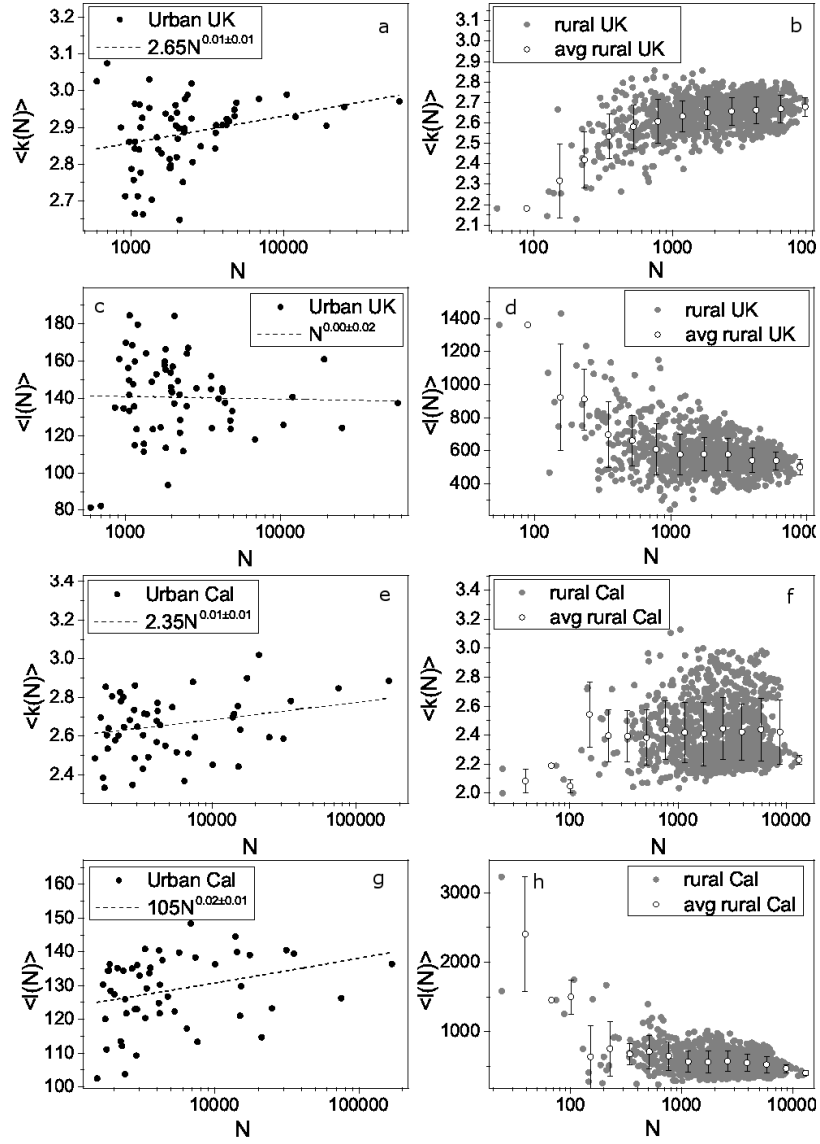 a
Urban UK
2.65N^0.01±0.01
<k(N)>
3.2
3.1
3.0
2.9
2.8
2.7
1000 10000
N
b
rural UK
avg rural UK
<k(N)>
3.1
3.0
2.9
2.8
2.7
2.6
2.5
2.4
2.3
2.2
2.1
100 1000 1000
N
c
Urban UK
N^0.00±0.02
<l(N)>
180
160
140
120
100
80
1000 10000
N
d
rural UK
avg rural UK
<l(N)>
1400
1200
1000
800
600
400
100 1000 1000
N
e
Urban Cal
2.35N^0.01±0.01
<k(N)>
3.4
3.2
3.0
2.8
2.6
2.4
10000 100000
N
f
rural Cal
avg rural Cal
<k(N)>
3.4
3.2
3.0
2.8
2.6
2.4
2.2
2.0
100 1000 10000
N
g
Urban Cal
105N^0.02±0.01
<l(N)>
160
150
140
130
120
110
100
10000 100000
N
h
rural Cal
avg rural Cal
<l(N)>
3000
2000
1000
100 1000 10000
N